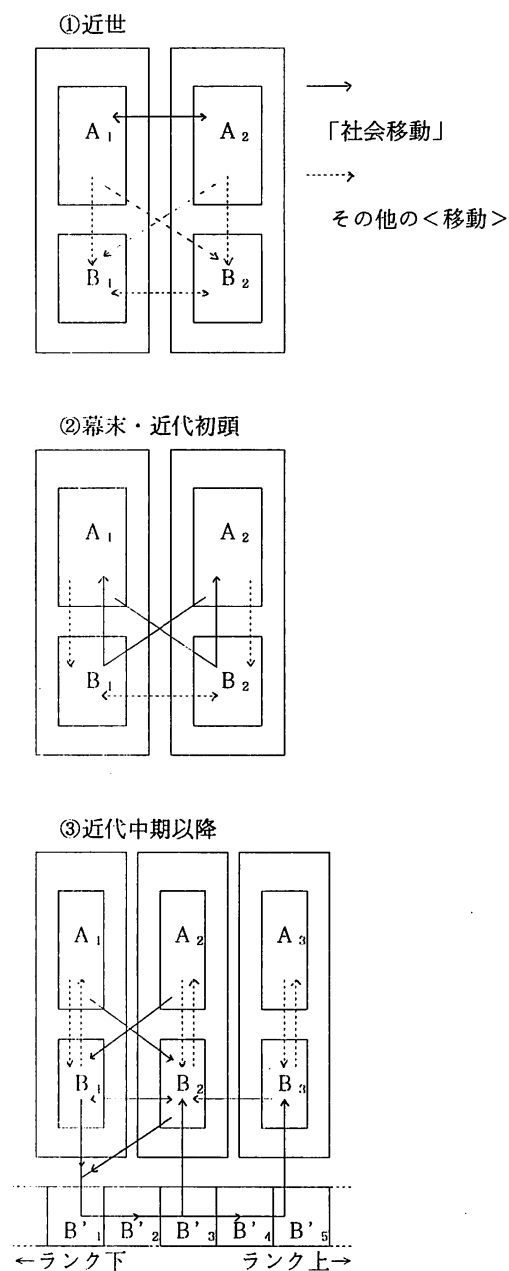 ①近世
A₁ A₂
「社会移動」
その他の＜移動＞
B₁ B₂
②幕末・近代初頭
A₁ A₂
B₁ B₂
③近代中期以降
A₁ A₂ A₃
B₁ B₂ B₃
B'₁ B'₂ B'₃ B'₄ B'₅
←ランク下 ランク上→